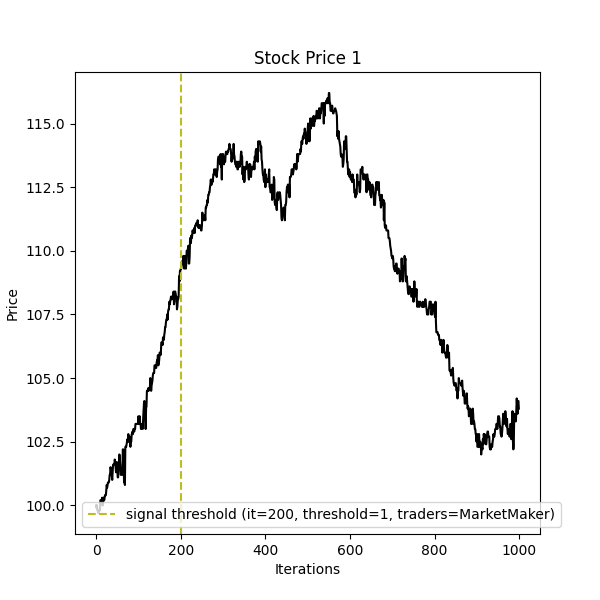 Stock Price 1
115.0
112.5
110.0
107.5
105.0
102.5
100.0
Price
signal threshold (it=200, threshold=1, traders=MarketMaker)
0 200 400 600 800 1000
Iterations